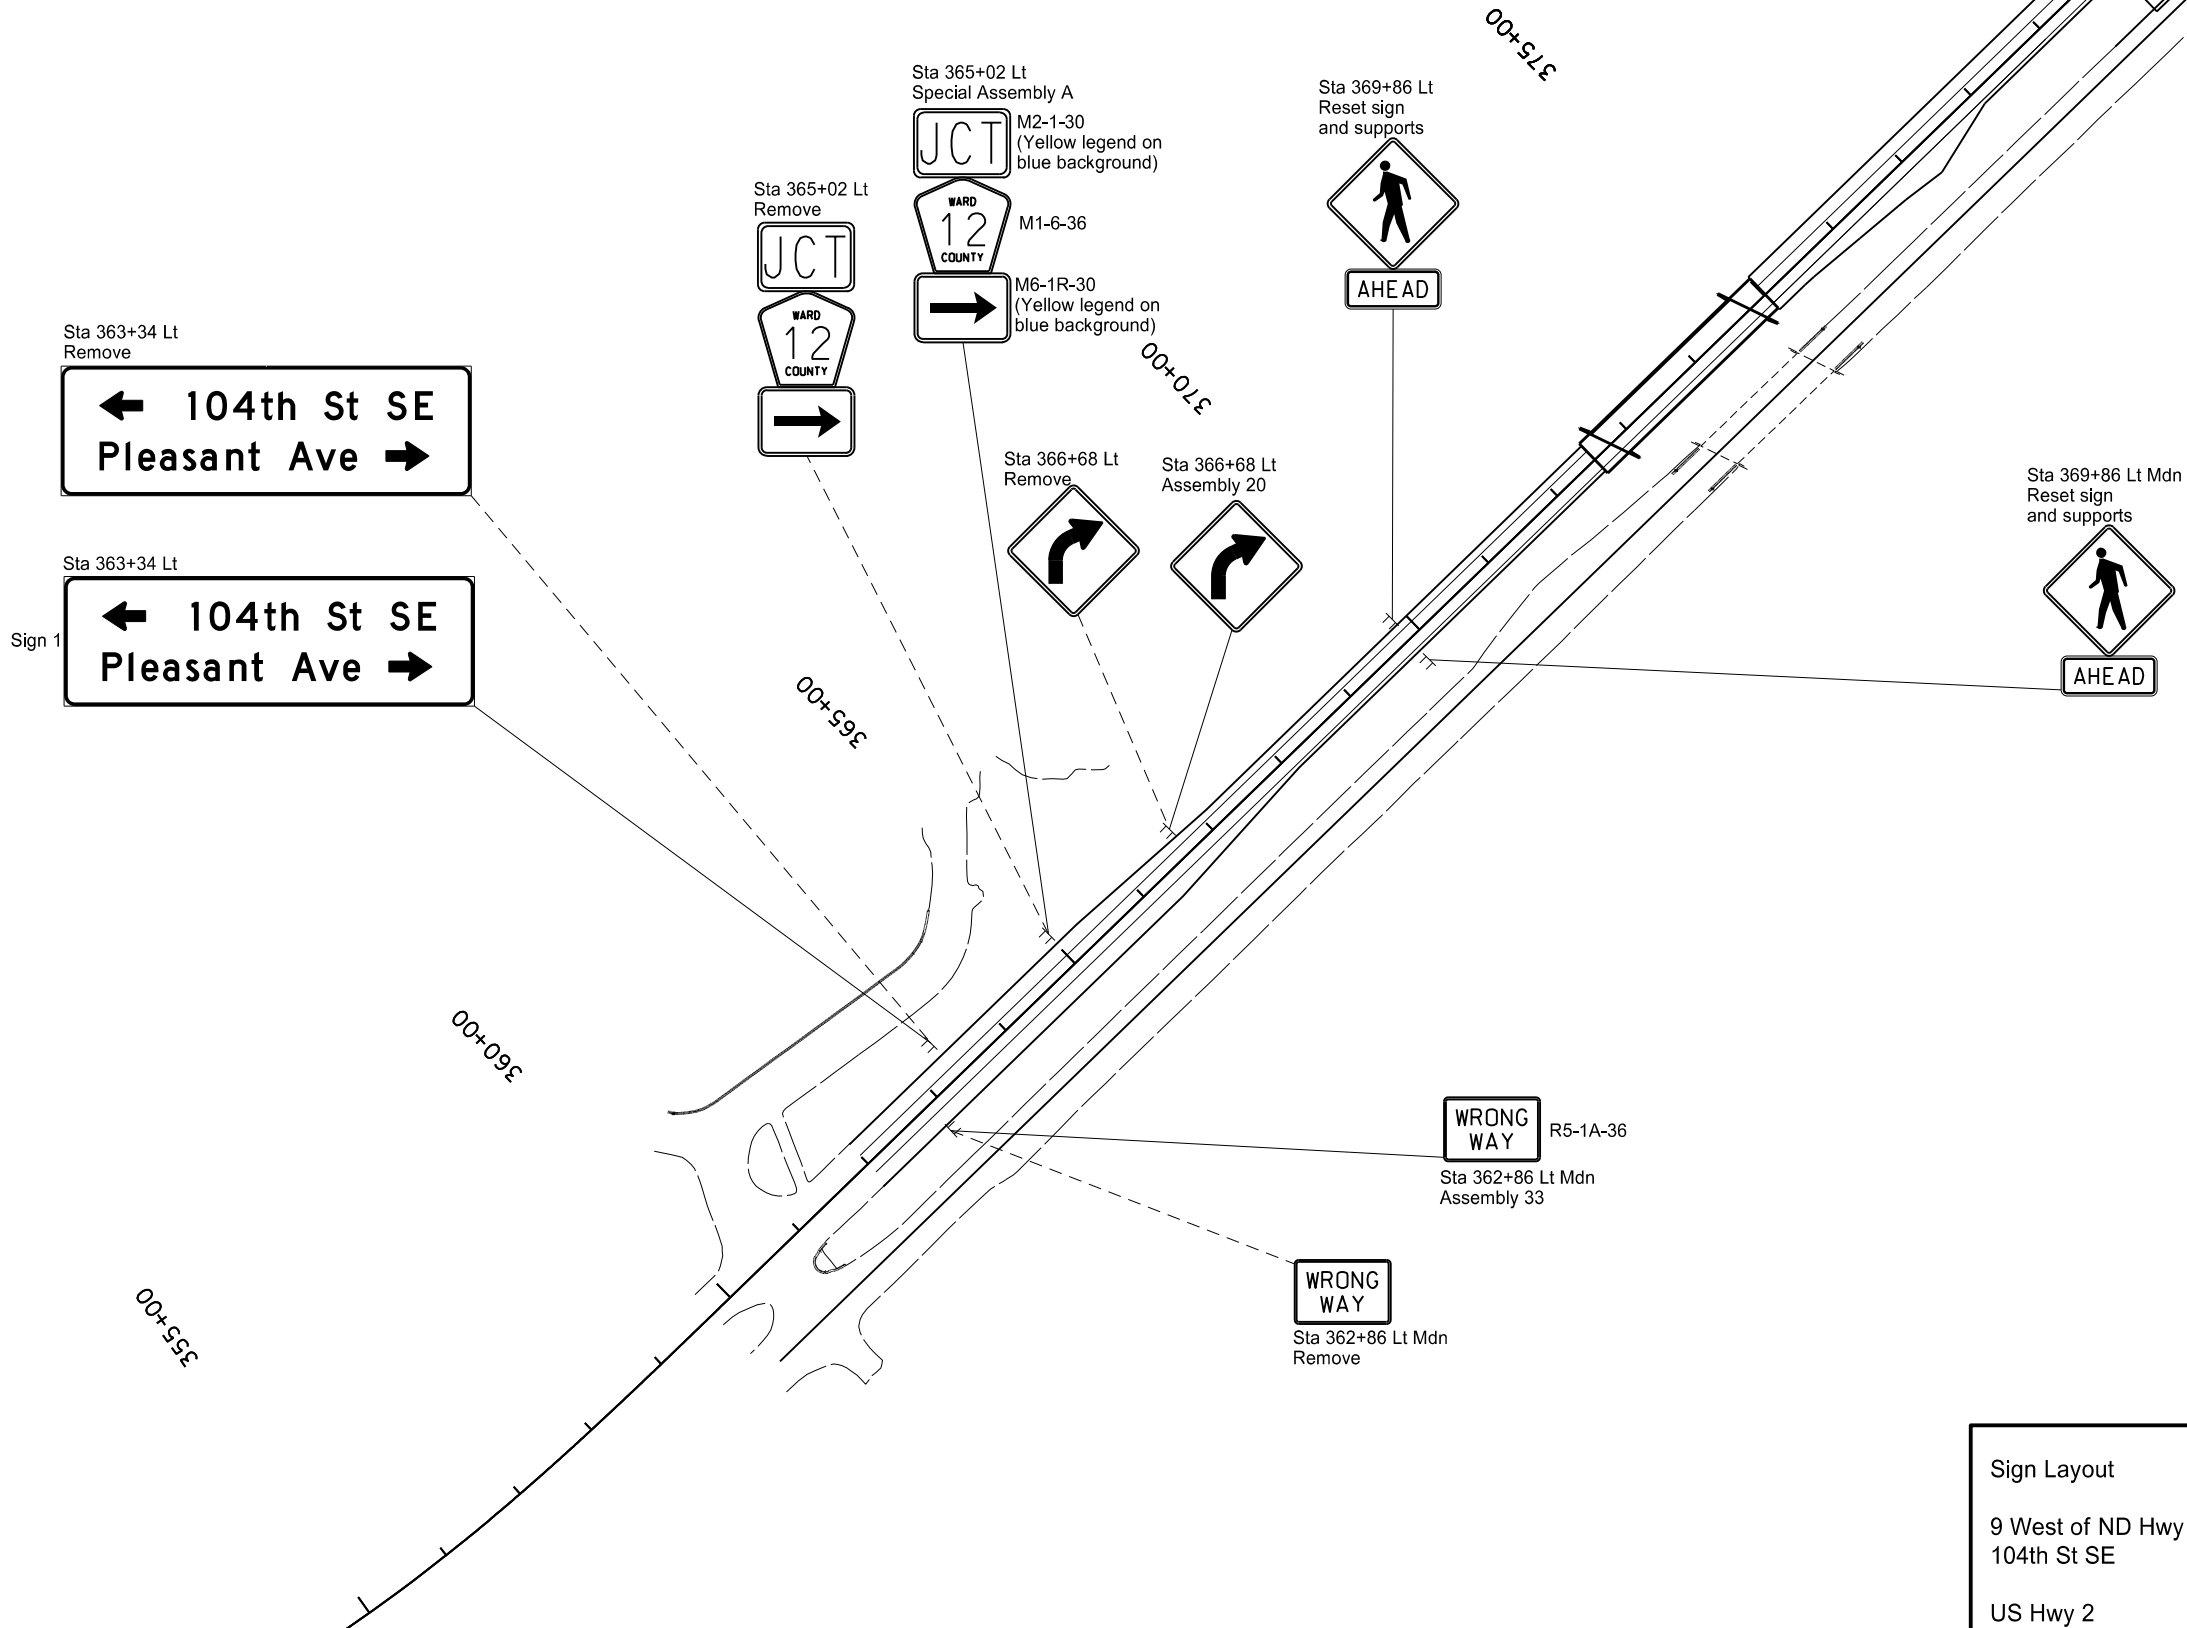 375+00
Sta 365+02 Lt
Special Assembly A
JCT
M2-1-30
(Yellow legend on
blue background)
WARD
12
COUNTY
M1-6-36
M6-1R-30
(Yellow legend on
blue background)
Sta 369+86 Lt
Reset sign
and supports
AHEAD
Sta 365+02 Lt
Remove
JCT
WARD
12
COUNTY
370+00
Sta 363+34 Lt
Remove
104th St SE
Pleasant Ave
Sta 366+68 Lt
Remove
Sta 366+68 Lt
Assembly 20
Sta 369+86 Lt Mdn
Reset sign
and supports
AHEAD
Sta 363+34 Lt
Sign 1
104th St SE
Pleasant Ave
365+00
360+00
WRONG
WAY
R5-1A-36
Sta 362+86 Lt Mdn
Assembly 33
WRONG
WAY
Sta 362+86 Lt Mdn
Remove
355+00
Sign Layout
9 West of ND Hwy
104th St SE
US Hwy 2